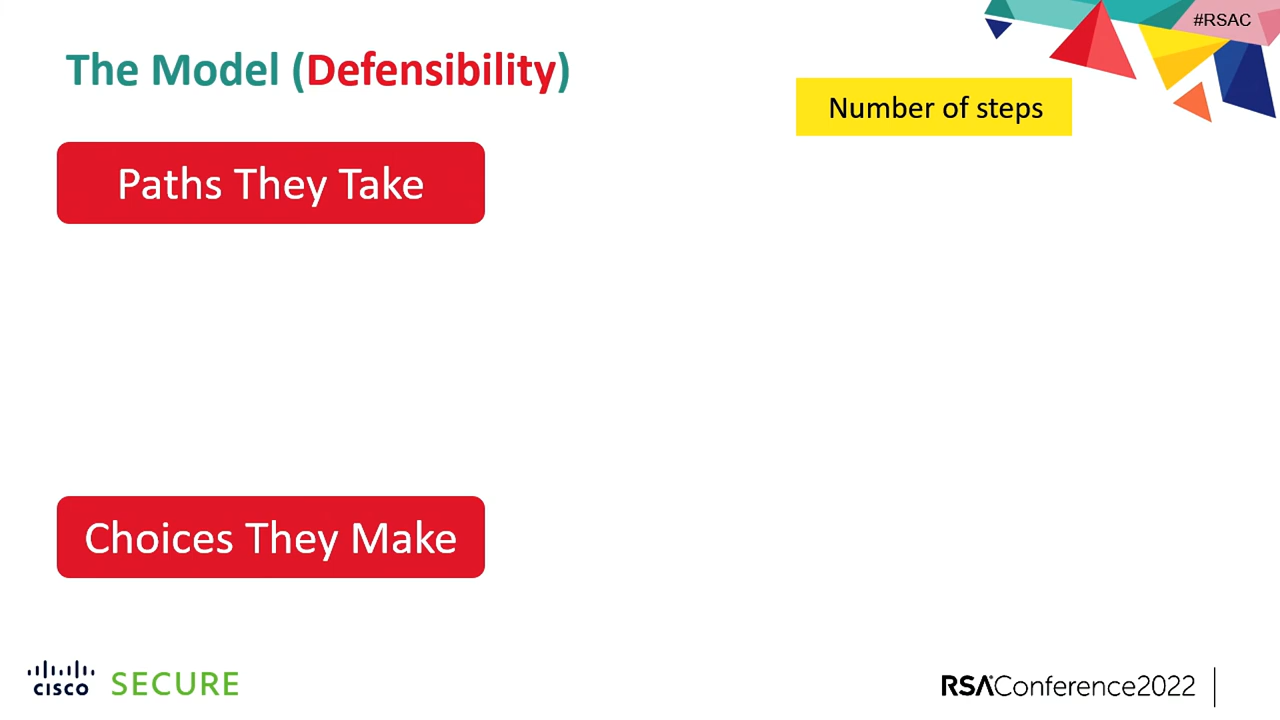 #RSAC
The Model (Defensibility)
Number of steps
Paths They Take
Choices They Make
CISCO SECURE
RSAConference2022